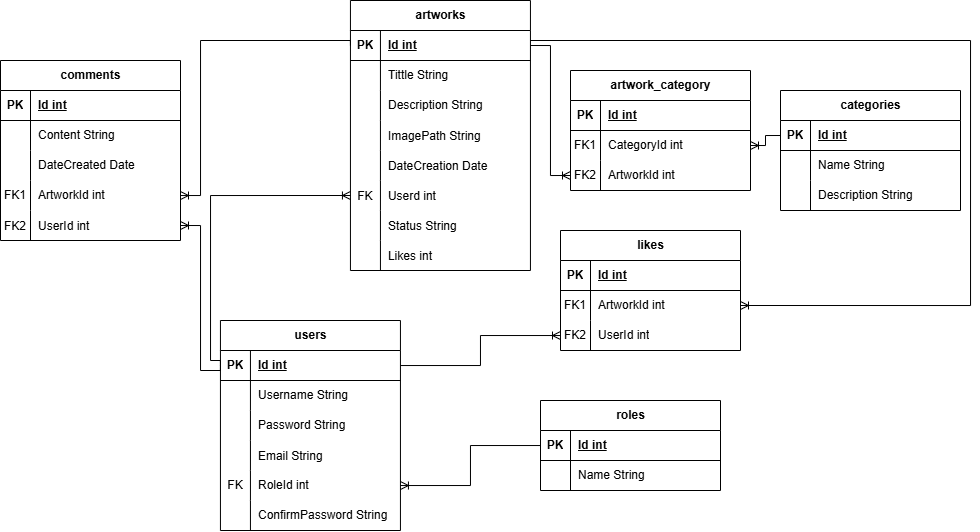 artworks
PK Id int
Tittle String
Description String
ImagePath String
DateCreation Date
FK Userd int
Status String
Likes int
comments
PK Id int
Content String
DateCreated Date
FK1 ArtworkId int
FK2 UserId int
artwork_category
PK Id int
FK1 CategoryId int
FK2 ArtworkId int
categories
PK Id int
Name String
Description String
likes
PK Id int
FK1 ArtworkId int
FK2 UserId int
users
PK Id int
Username String
Password String
Email String
FK RoleId int
ConfirmPassword String
roles
PK Id int
Name String